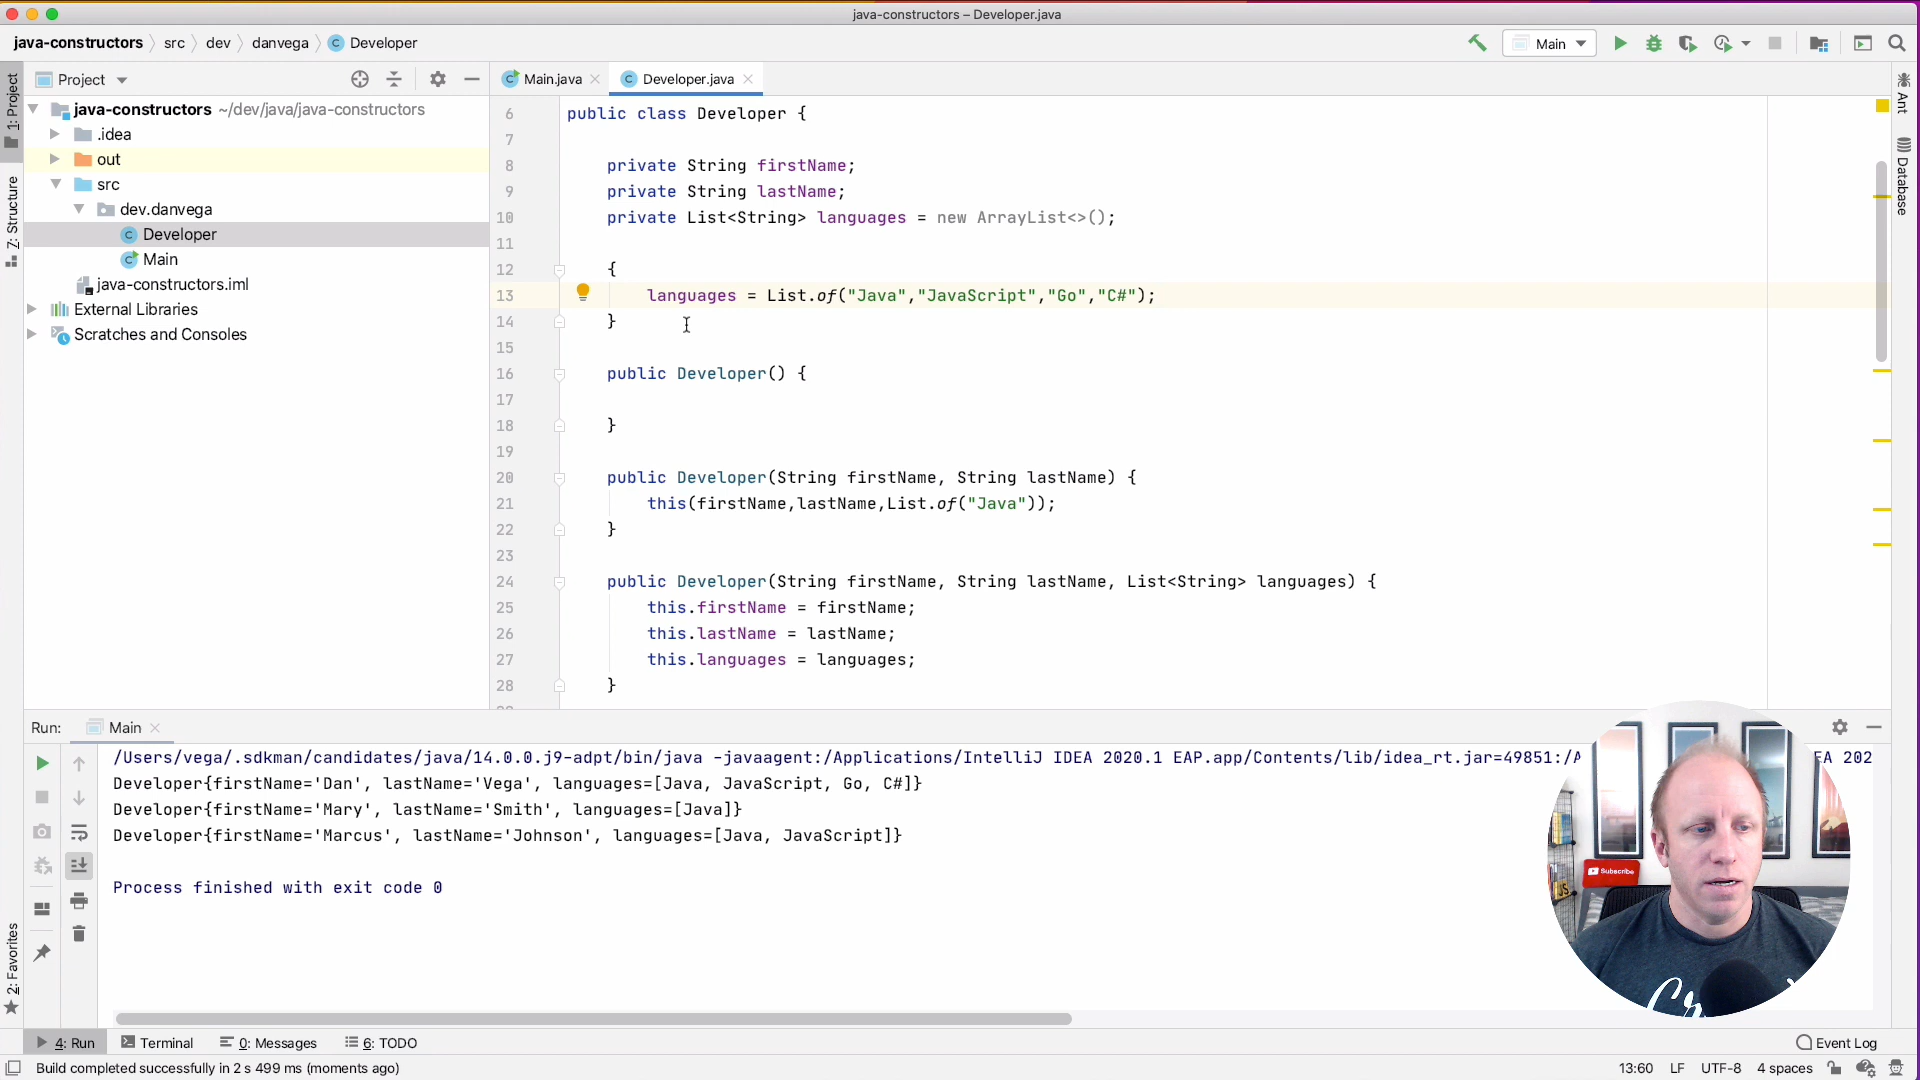 java-constructors – Developer.java
java-constructors src dev danvega Developer
Main
Project
Main.java
Developer.java
1: Project
7: Structure
2: Favorites
Ant
Database
java-constructors ~/dev/java/java-constructors
.idea
out
src
dev.danvega
Developer
Main
java-constructors.iml
External Libraries
Scratches and Consoles
6 public class Developer {
7
8 private String firstName;
9 private String lastName;
10 private List<String> languages = new ArrayList<>();
11
12 {
13 languages = List.of("Java","JavaScript","Go","C#");
14 }
15
16 public Developer() {
17
18 }
19
20 public Developer(String firstName, String lastName) {
21 this(firstName,lastName,List.of("Java"));
22 }
23
24 public Developer(String firstName, String lastName, List<String> languages) {
25 this.firstName = firstName;
26 this.lastName = lastName;
27 this.languages = languages;
28 }
Run: Main
/Users/vega/.sdkman/candidates/java/14.0.0.j9-adpt/bin/java -javaagent:/Applications/IntelliJ IDEA 2020.1 EAP.app/Contents/lib/idea_rt.jar=49851:/A EA 202
Developer{firstName='Dan', lastName='Vega', languages=[Java, JavaScript, Go, C#]}
Developer{firstName='Mary', lastName='Smith', languages=[Java]}
Developer{firstName='Marcus', lastName='Johnson', languages=[Java, JavaScript]}
Process finished with exit code 0
Subscribe
JS
4: Run Terminal 0: Messages 6: TODO Event Log
Build completed successfully in 2 s 499 ms (moments ago) 13:60 LF UTF-8 4 spaces